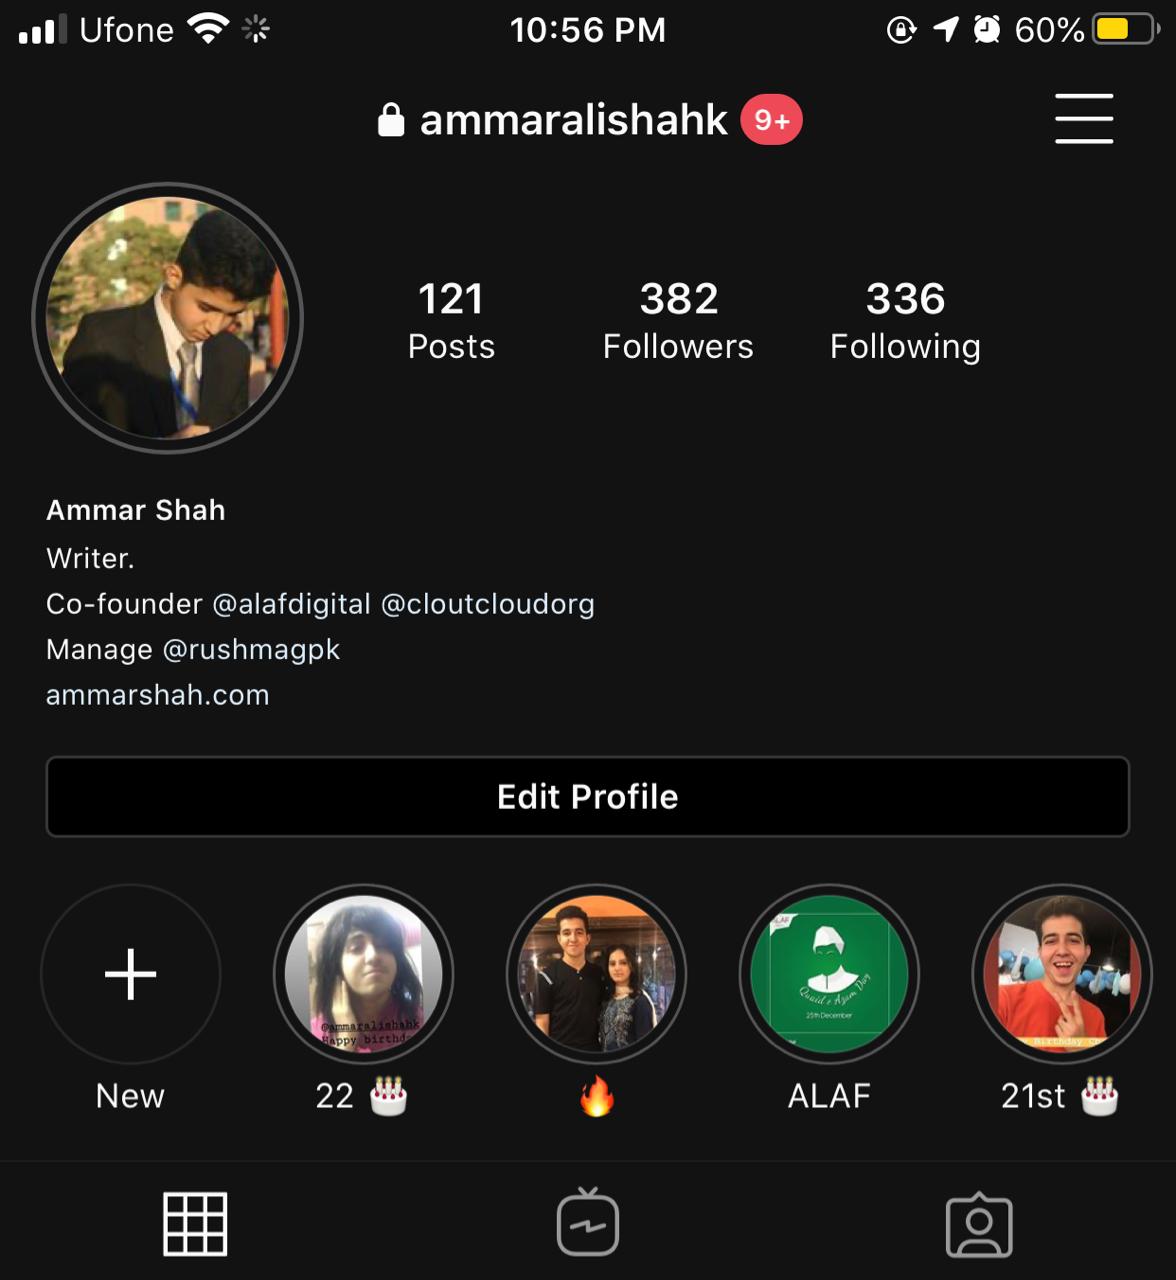 Ufone 10:56 PM 60%
ammaralishahk 9+
121 382 336
Posts Followers Following
Ammar Shah
Writer.
Co-founder @alafdigital @cloutcloudorg
Manage @rushmagpk
ammarshah.com
Edit Profile
@ammaralishahk
Happy birthd
ALAF
Quaid e Azam Day
25th December
Birthday
New 22 🎂 🔥 ALAF 21st 🎂